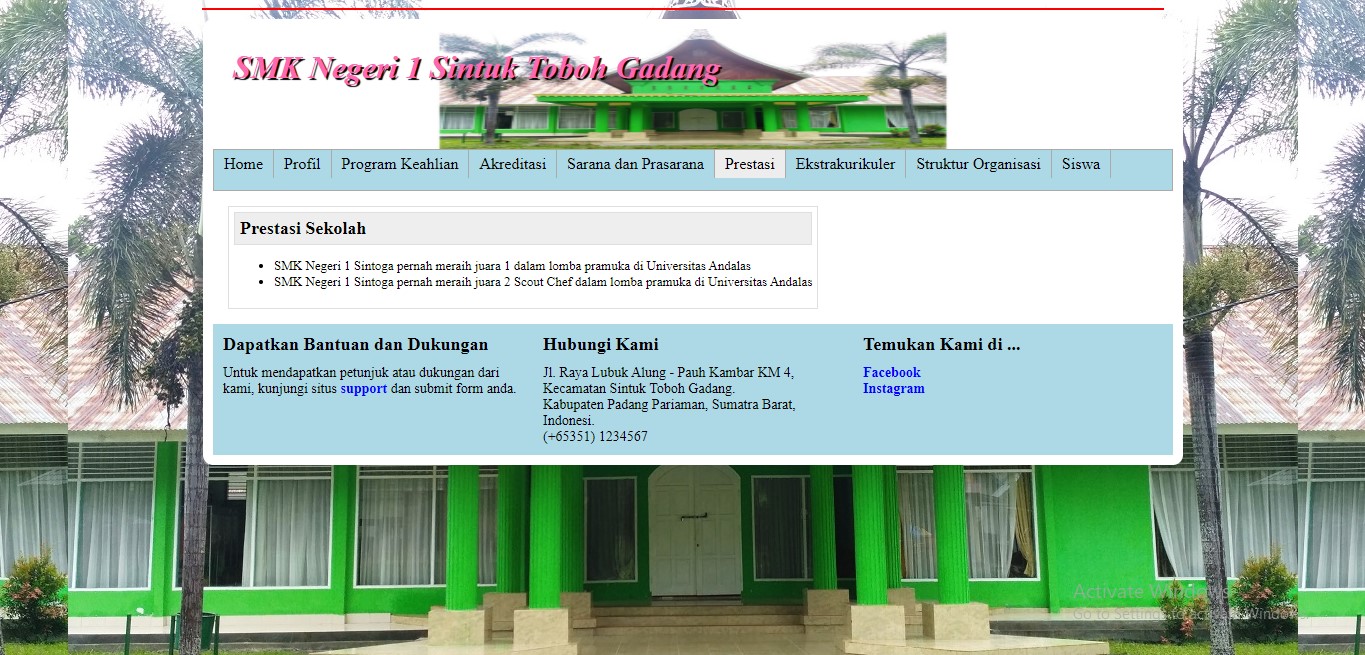 SMK Negeri 1 Sintuk Toboh Gadang
Home Profil Program Keahlian Akreditasi Sarana dan Prasarana Prestasi Ekstrakurikuler Struktur Organisasi Siswa
Prestasi Sekolah
• SMK Negeri 1 Sintoga pernah meraih juara 1 dalam lomba pramuka di Universitas Andalas
• SMK Negeri 1 Sintoga pernah meraih juara 2 Scout Chef dalam lomba pramuka di Universitas Andalas
Dapatkan Bantuan dan Dukungan
Untuk mendapatkan petunjuk atau dukungan dari
kami, kunjungi situs support dan submit form anda.
Hubungi Kami
Jl. Raya Lubuk Alung - Pauh Kambar KM 4,
Kecamatan Sintuk Toboh Gadang.
Kabupaten Padang Pariaman, Sumatra Barat,
Indonesi.
(+65351) 1234567
Temukan Kami di ...
Facebook
Instagram
Activate Windows
Go to Settings to activate Windows.